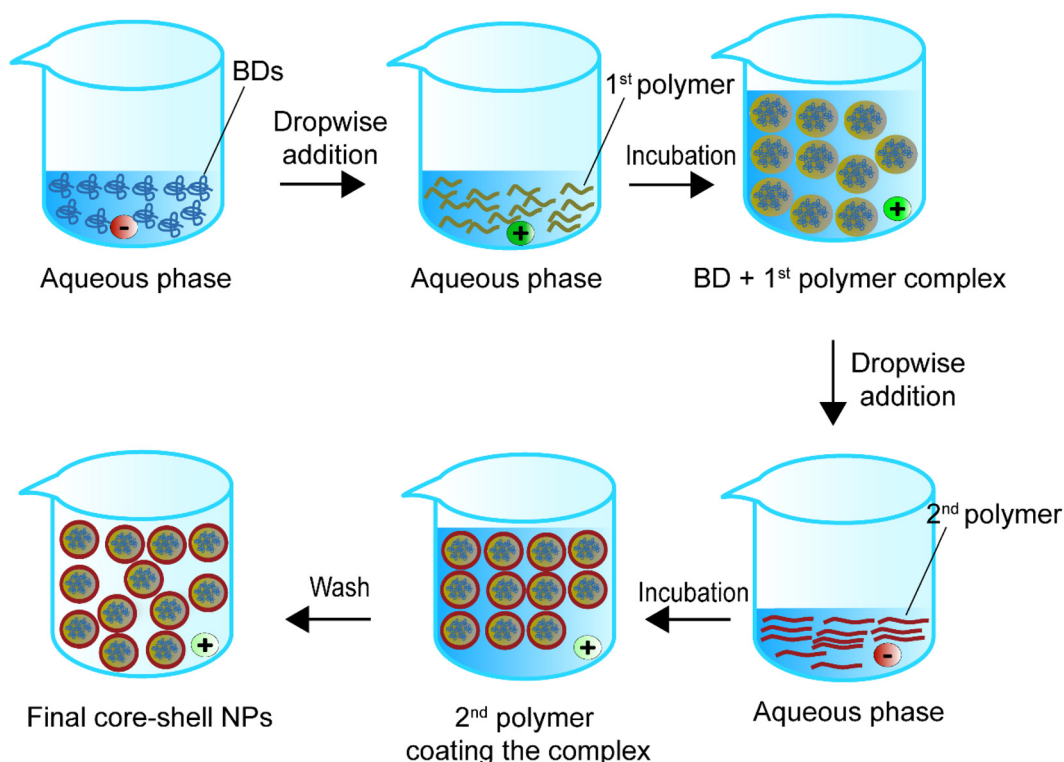 BDs
Dropwise
addition
1st polymer
Incubation
-
+
+
Aqueous phase
Aqueous phase
BD + 1st polymer complex
Dropwise
addition
2nd polymer
Wash
Incubation
+
+
-
Final core-shell NPs
2nd polymer
coating the complex
Aqueous phase